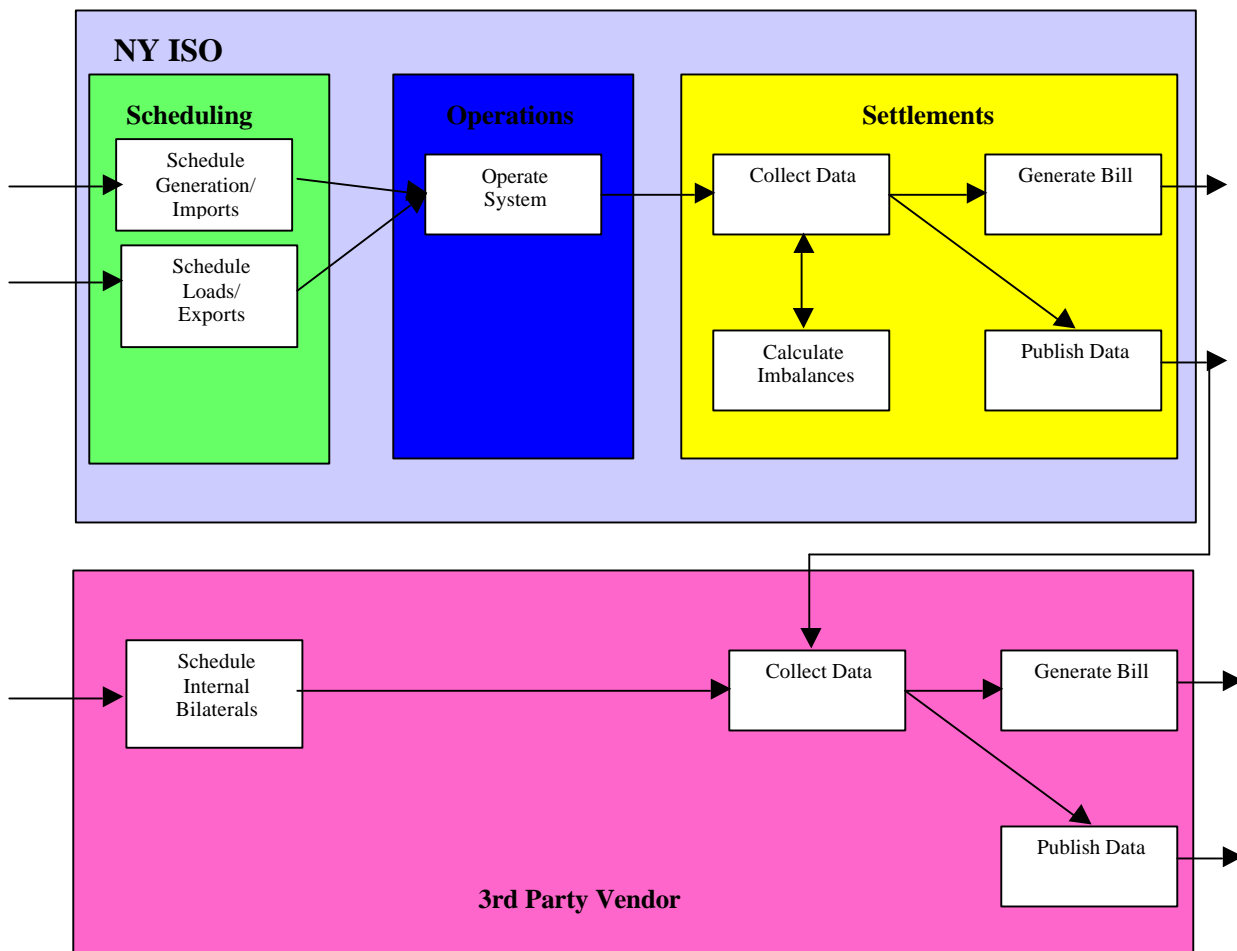 NY ISO
Scheduling
Operations
Settlements
Schedule
Generation/
Imports
Operate
System
Collect Data
Generate Bill
Schedule
Loads/
Exports
Calculate
Imbalances
Publish Data
Schedule
Internal
Bilaterals
Collect Data
Generate Bill
Publish Data
3rd Party Vendor